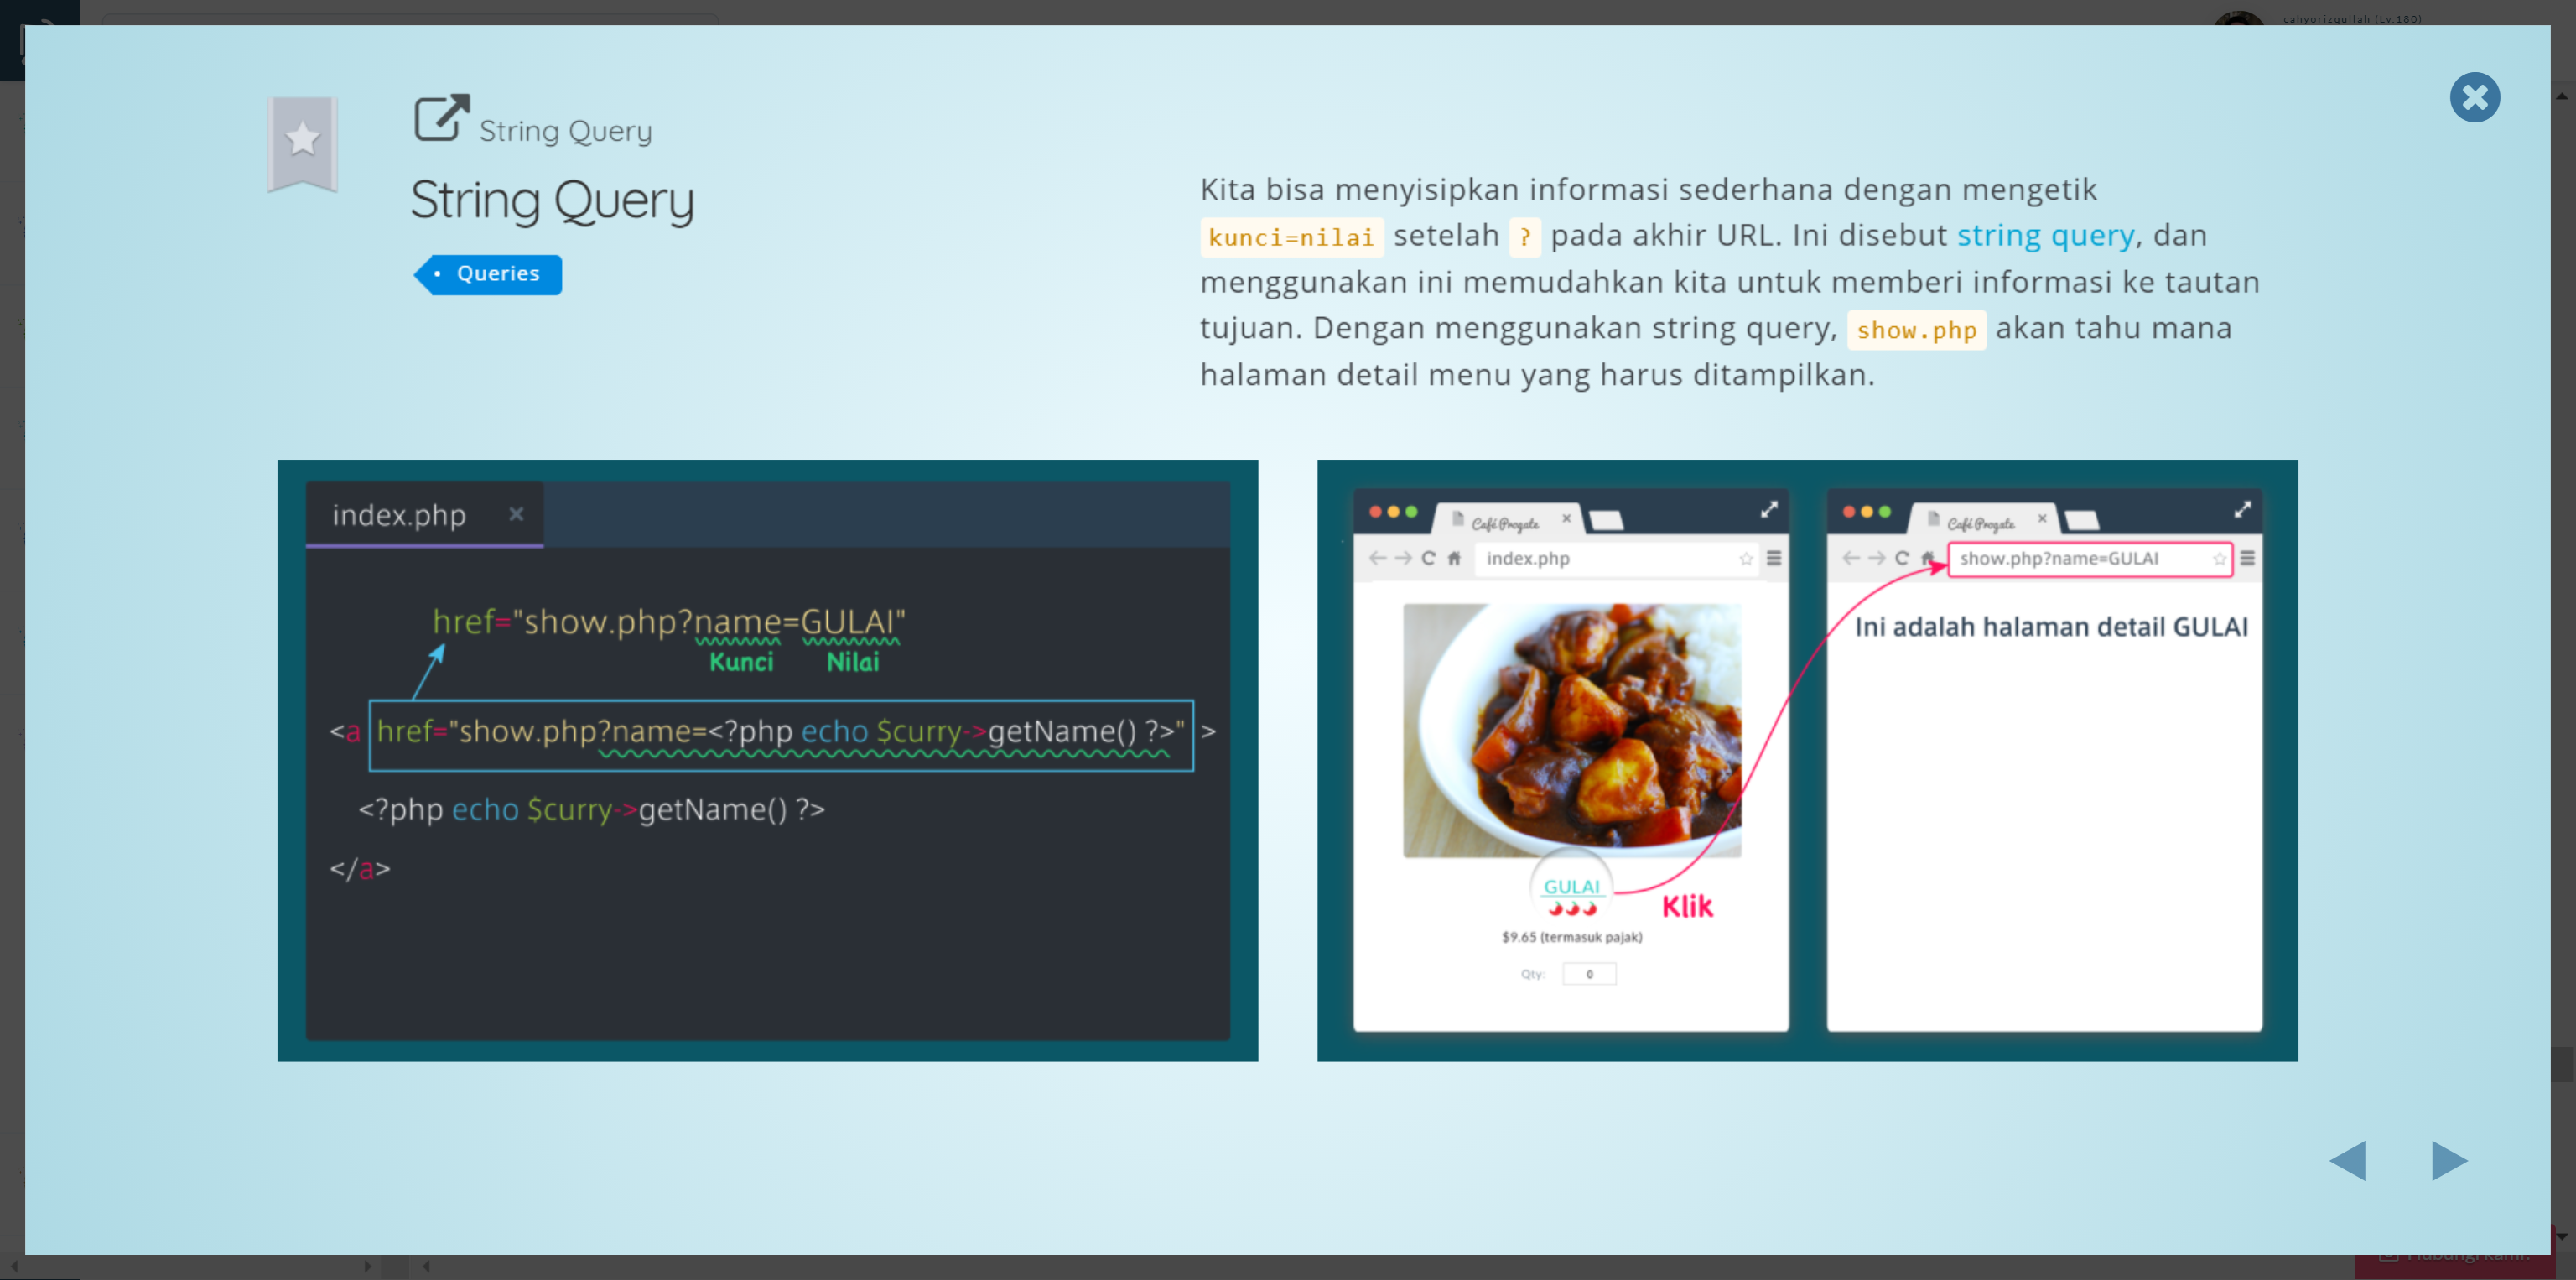 cahyorizqullah (Lv.180)
String Query
String Query
Queries
Kita bisa menyisipkan informasi sederhana dengan mengetik
kunci=nilai setelah ? pada akhir URL. Ini disebut string query, dan
menggunakan ini memudahkan kita untuk memberi informasi ke tautan
tujuan. Dengan menggunakan string query, show.php akan tahu mana
halaman detail menu yang harus ditampilkan.
index.php
href="show.php?name=GULAI"
Kunci Nilai
<a href="show.php?name=<?php echo $curry->getName() ?>" >
<?php echo $curry->getName() ?>
</a>
Café Progate
index.php
GULAI
Klik
$9.65 (termasuk pajak)
Qty: 0
Café Progate
show.php?name=GULAI
Ini adalah halaman detail GULAI
Hubungi kami